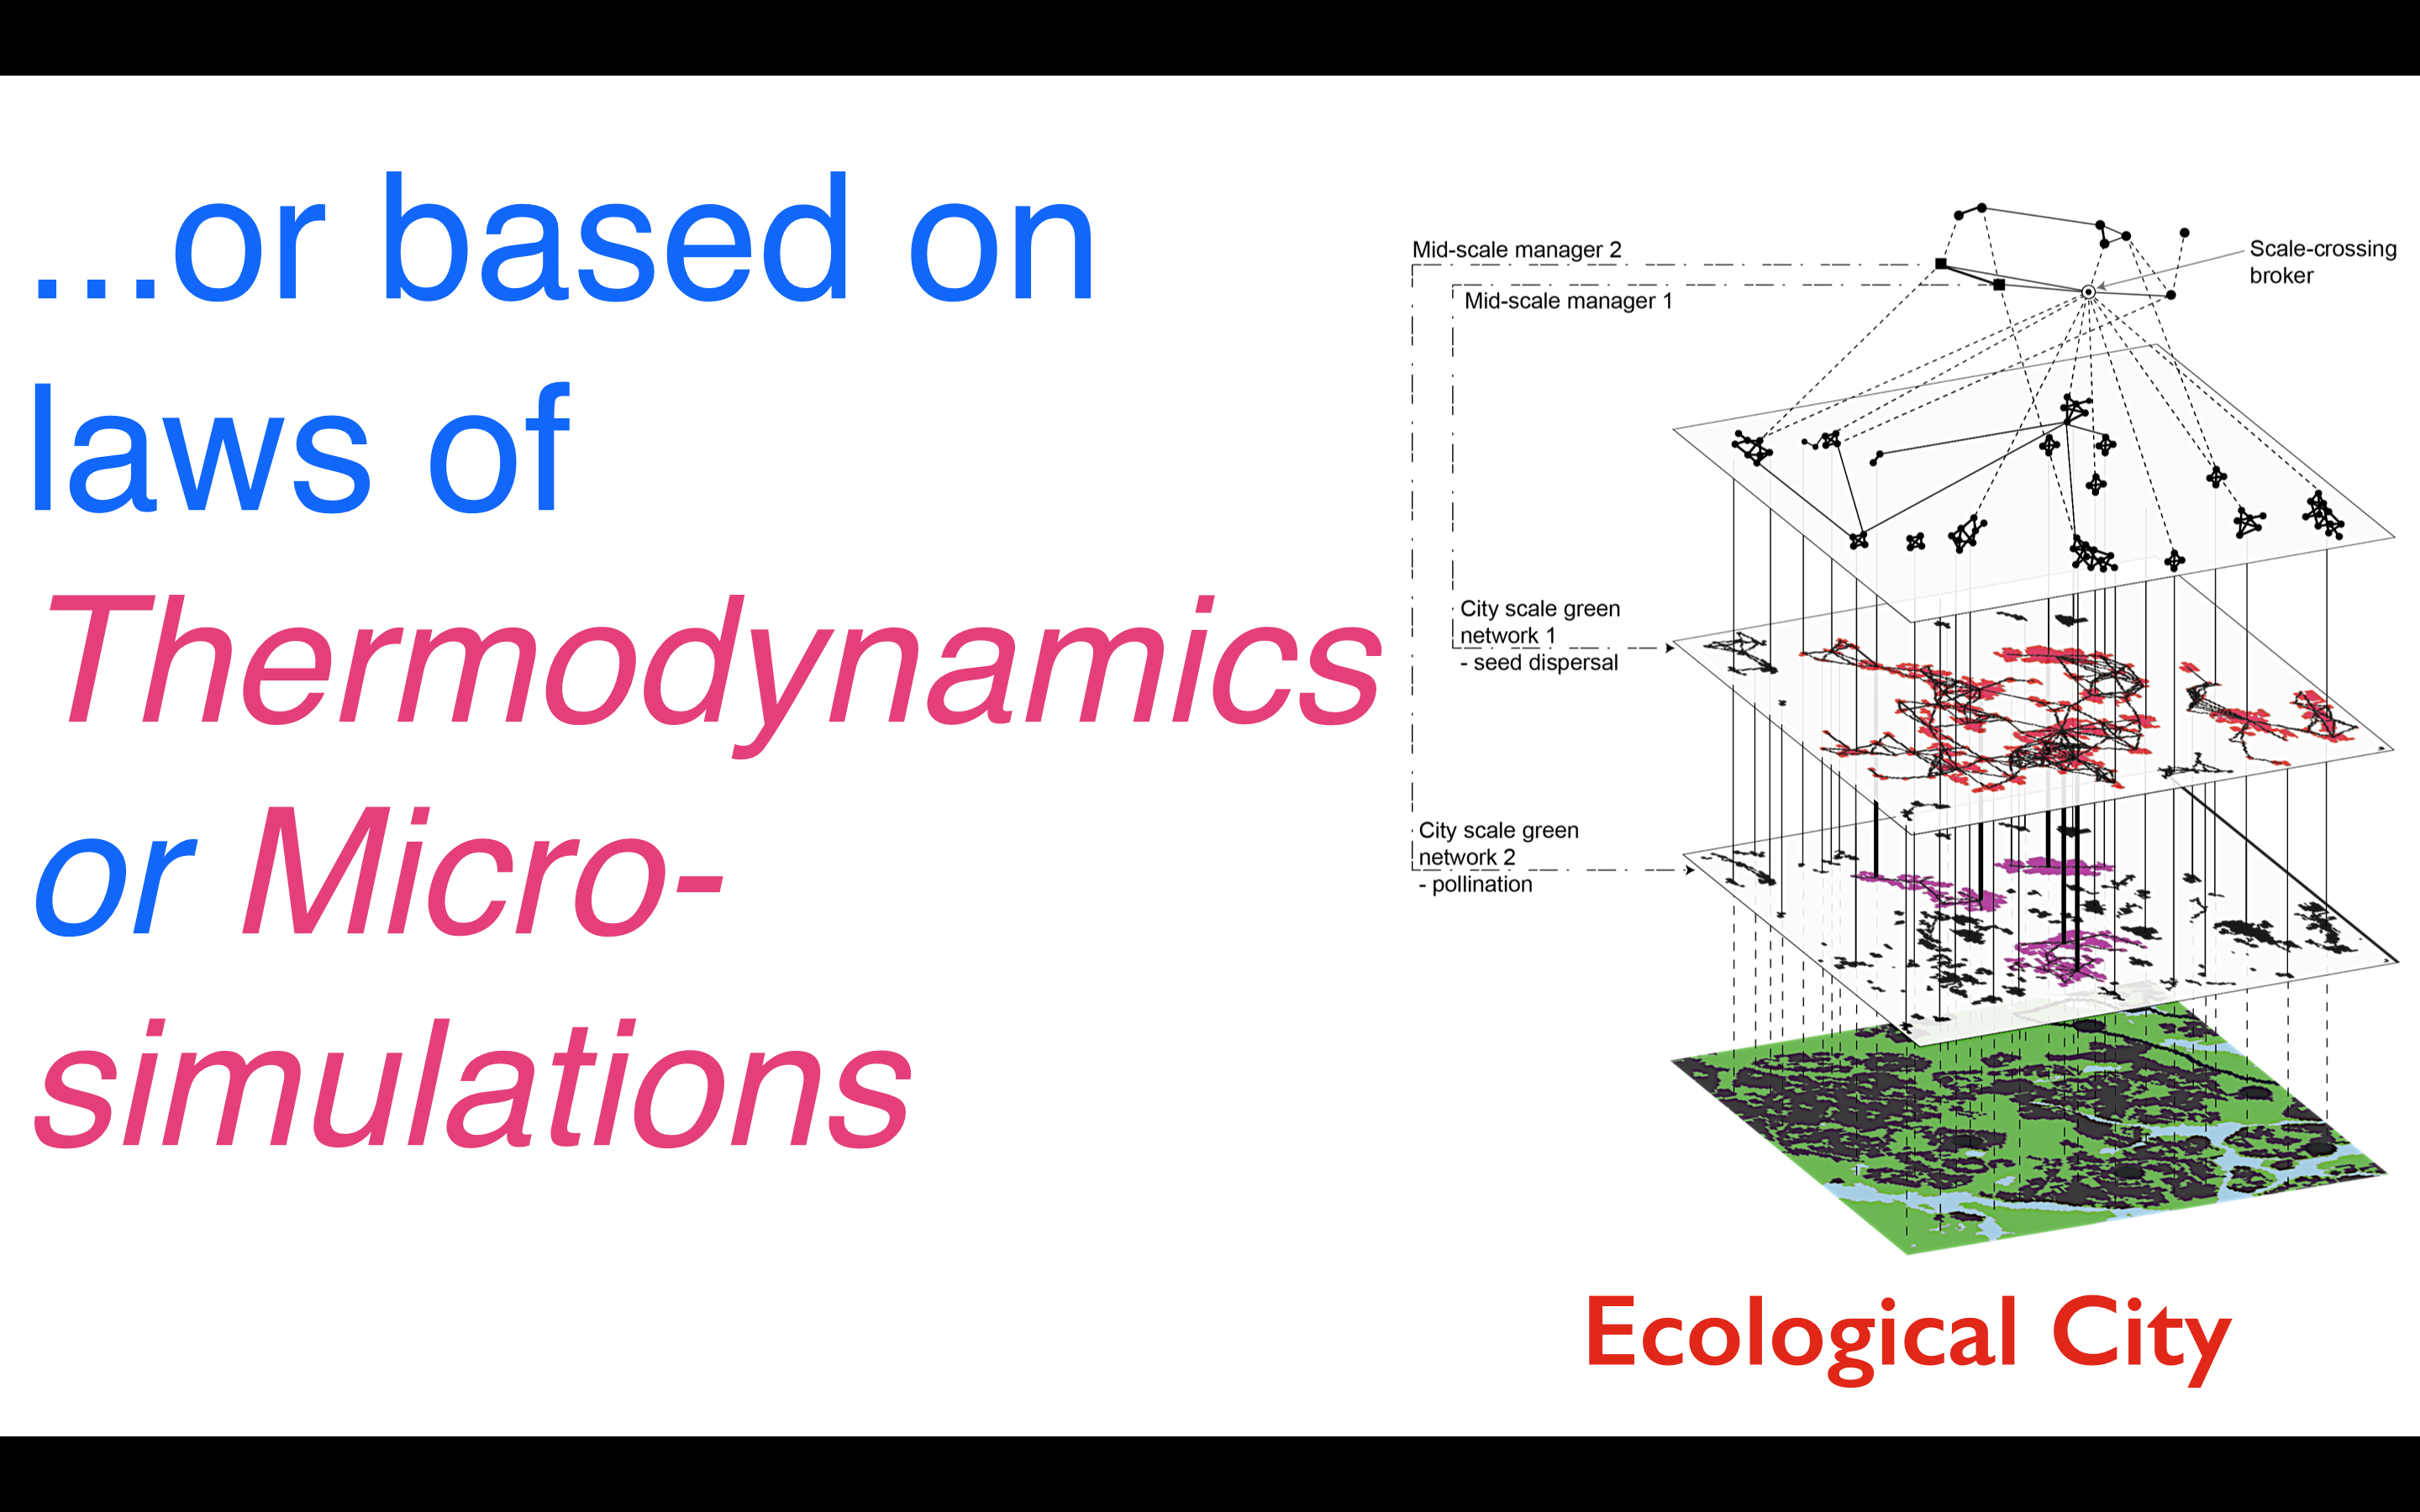 ...or based on
laws of
Thermodynamics
or Micro-
simulations
Mid-scale manager 2
Mid-scale manager 1
Scale-crossing
broker
City scale green
network 1
- seed dispersal
City scale green
network 2
- pollination
Ecological City